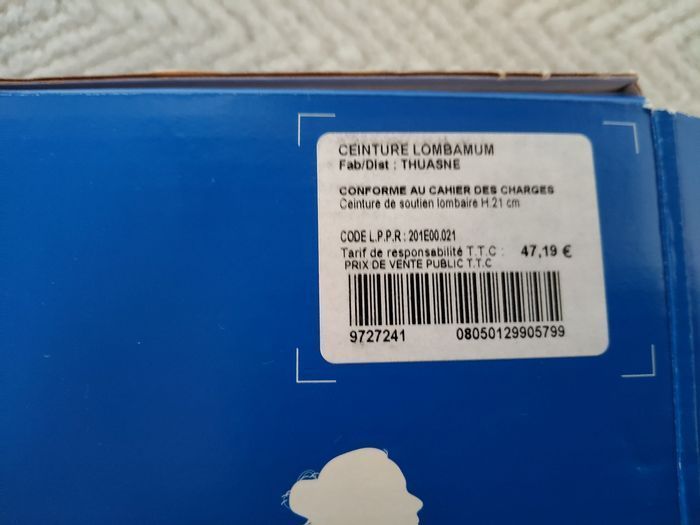 CEINTURE LOMBAMUM
Fab/Dist : THUASNE
CONFORME AU CAHIER DES CHARGES
Ceinture de soutien lombaire H.21 cm
CODE L.P.P.R : 201E00.021
Tarif de responsabilité T.T.C : 47,19 €
PRIX DE VENTE PUBLIC T.T.C
9727241 08050129905799